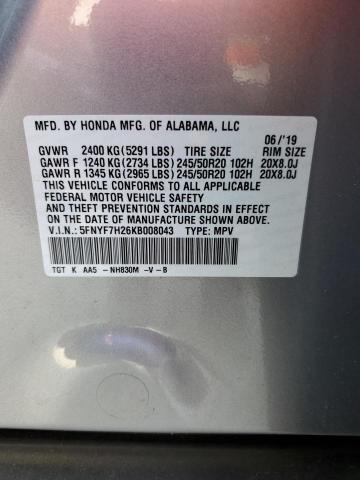 MFD. BY HONDA MFG. OF ALABAMA, LLC
06/'19
GVWR 2400 KG(5291 LBS) TIRE SIZE RIM SIZE
GAWR F 1240 KG(2734 LBS)245/50R20 102H 20X8.0J
GAWR R 1345 KG(2965 LBS)245/50R20 102H 20X8.0J
THIS VEHICLE CONFORMS TO ALL APPLICABLE
FEDERAL MOTOR VEHICLE SAFETY
AND THEFT PREVENTION STANDARDS IN EFFECT ON
THE DATE OF MANUFACTURE SHOWN ABOVE.
V.I.N.:5FNYF7H26KB008043 TYPE: MPV
TGT K AA5 -NH830M -V-B